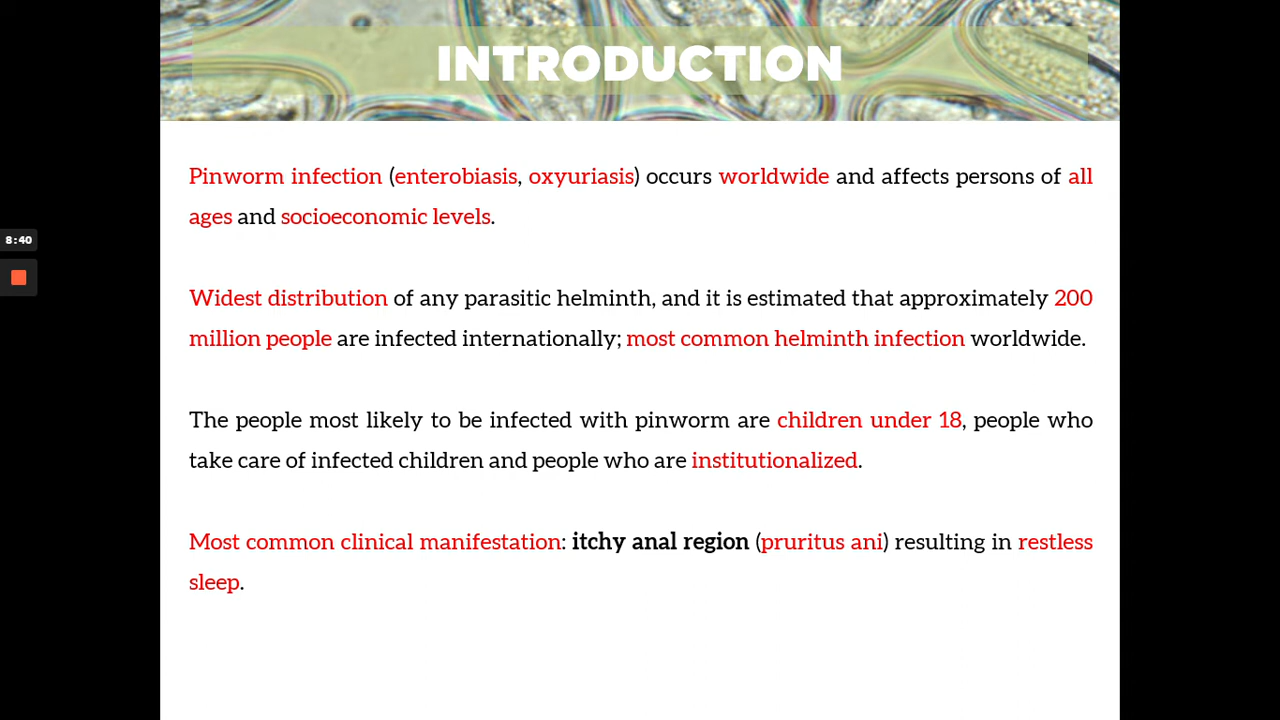 INTRODUCTION
Pinworm infection (enterobiasis, oxyuriasis) occurs worldwide and affects persons of all
ages and socioeconomic levels.
8:40
Widest distribution of any parasitic helminth, and it is estimated that approximately 200
million people are infected internationally; most common helminth infection worldwide.
The people most likely to be infected with pinworm are children under 18, people who
take care of infected children and people who are institutionalized.
Most common clinical manifestation: itchy anal region (pruritus ani) resulting in restless
sleep.